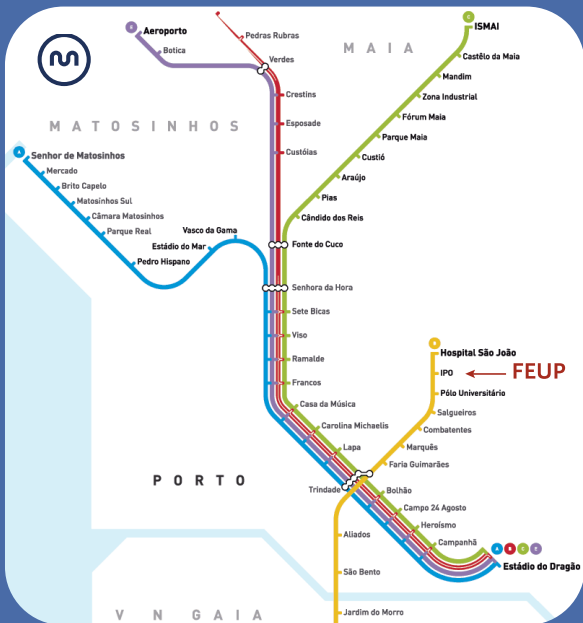 E
Aeroporto
Botica
Pedras Rubras
Verdes
Crestins
Esposade
Custóias
MAIA
C
ISMAI
Castêlo da Maia
Mandim
Zona Industrial
Fórum Maia
Parque Maia
Custió
Araújo
Pias
Cândido dos Reis
MATOSINHOS
A
Senhor de Matosinhos
Mercado
Brito Capelo
Matosinhos Sul
Câmara Matosinhos
Parque Real
Pedro Hispano
Estádio do Mar
Vasco da Gama
Fonte do Cuco
Senhora da Hora
Sete Bicas
Viso
Ramalde
Francos
Casa da Música
Carolina Michaelis
Lapa
Trindade
Bolhão
Campo 24 Agosto
Heroísmo
Campanhã
A B C E
Estádio do Dragão
Hospital São João
IPO
FEUP
Pólo Universitário
Salgueiros
Combatentes
Marquês
Faria Guimarães
PORTO
Aliados
São Bento
Jardim do Morro
V N GAIA